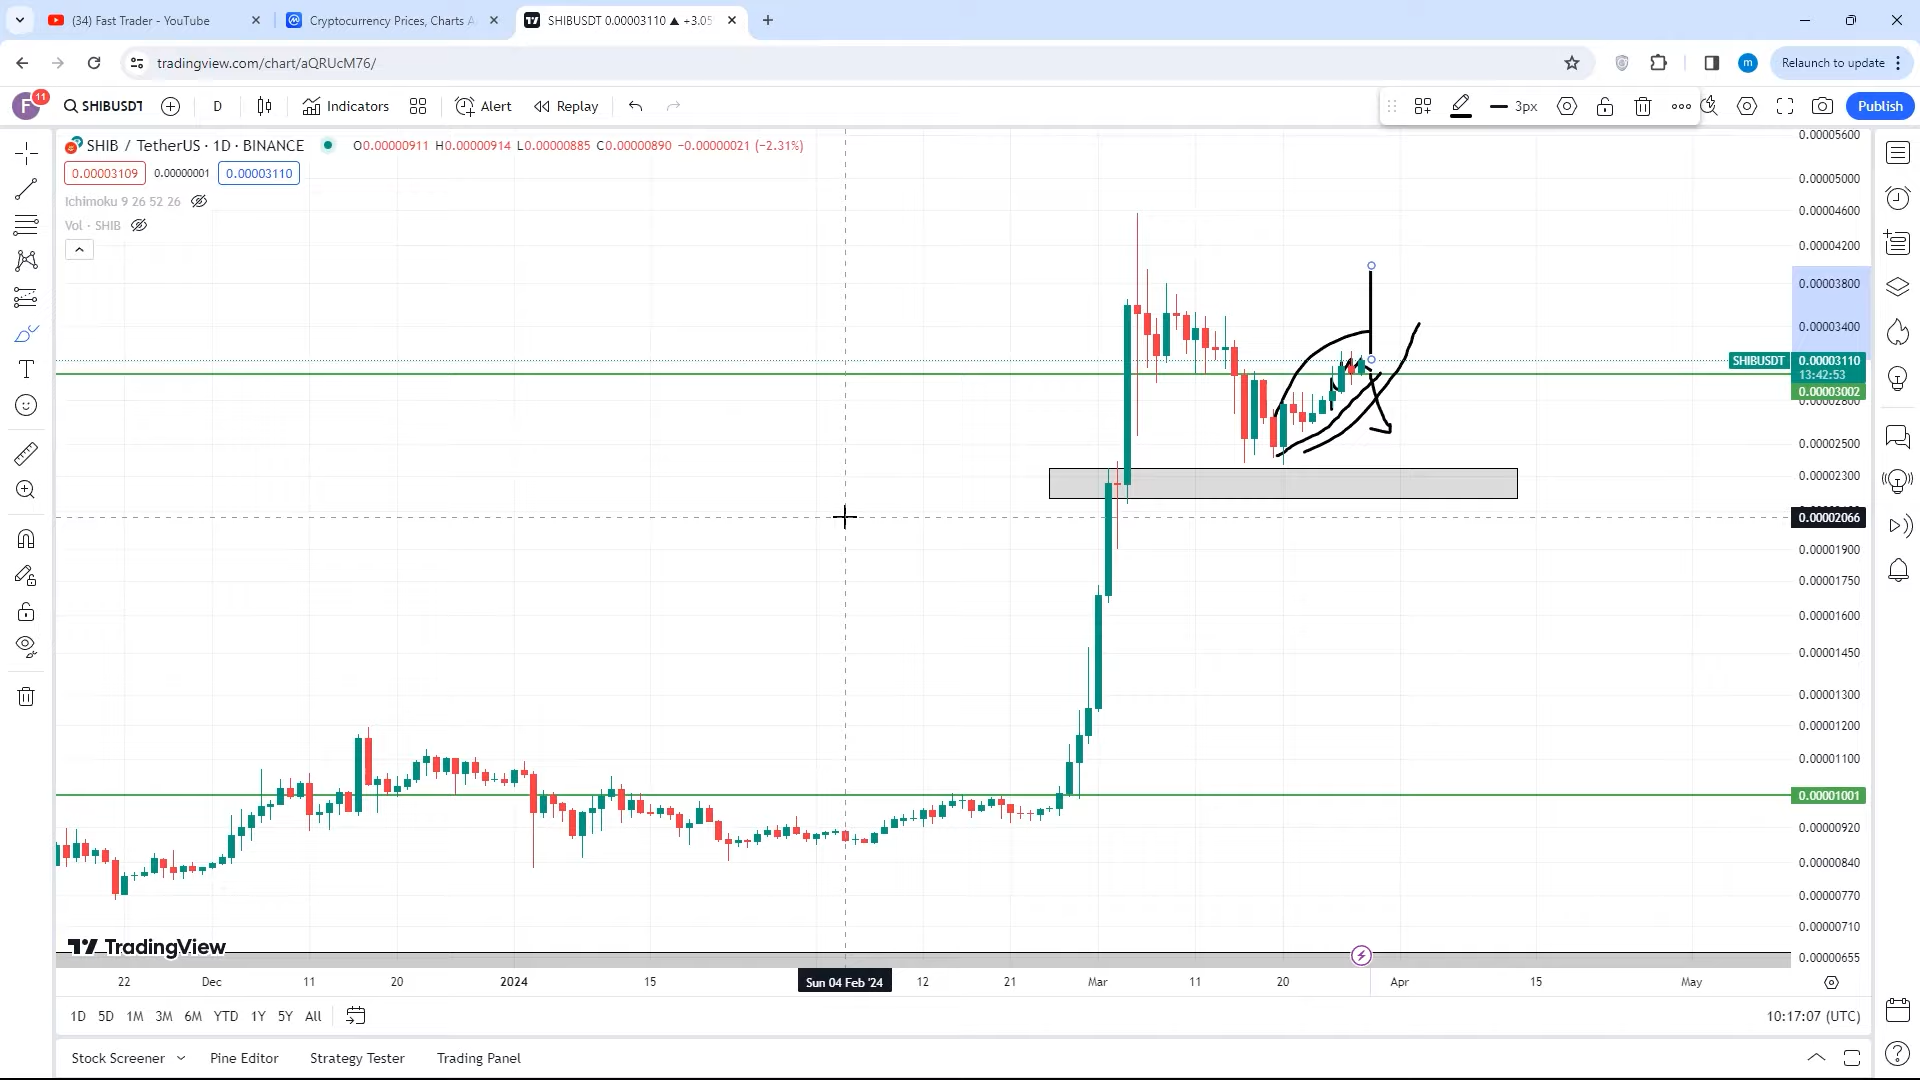 (34) Fast Trader - YouTube
Cryptocurrency Prices, Charts A
SHIBUSDT 0.00003110 ▲ +3.05
tradingview.com/chart/aQRUcM76/
Relaunch to update
F 11
SHIBUSDT
D
Indicators
Alert
Replay
3px
Publish
SHIB / TetherUS · 1D · BINANCE
O0.00000911 H0.00000914 L0.00000885 C0.00000890 −0.00000021 (−2.31%)
0.00003109
0.00000001
0.00003110
Ichimoku 9 26 52 26
Vol · SHIB
0.00005600
0.00005000
0.00004600
0.00004200
0.00003800
0.00003400
SHIBUSDT
0.00003110
13:42:53
0.00003002
0.00002800
0.00002500
0.00002300
0.00002066
0.00001900
0.00001750
0.00001600
0.00001450
0.00001300
0.00001200
0.00001100
0.00001001
0.00000920
0.00000840
0.00000770
0.00000710
0.00000655
TradingView
22
Dec
11
20
2024
15
Sun 04 Feb '24
12
21
Mar
11
20
Apr
15
May
1D 5D 1M 3M 6M YTD 1Y 5Y All
10:17:07 (UTC)
Stock Screener
Pine Editor
Strategy Tester
Trading Panel